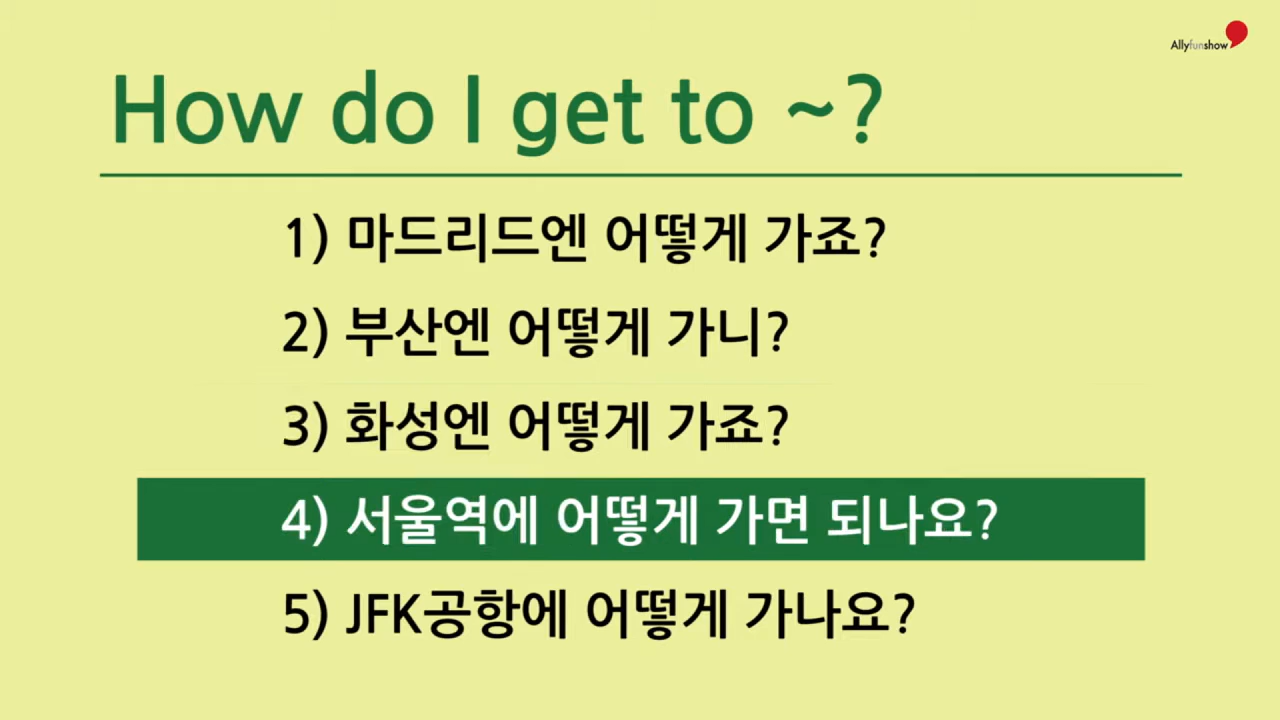 Allyfunshow
How do I get to ~?
1) 마드리드엔 어떻게 가죠?
2) 부산엔 어떻게 가니?
3) 화성엔 어떻게 가죠?
4) 서울역에 어떻게 가면 되나요?
5) JFK공항에 어떻게 가나요?